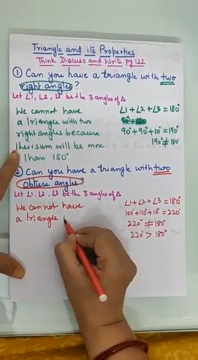 Triangle and its Properties
Think Discuss and Write pg 122
① Can you have a triangle with two
right angles?
Let ∠1, ∠2, ∠3 be the 3 angles of Δ
We cannot have
a triangle with two
right angles because
their sum will be more
than 180°
∠1+∠2+∠3=180°
90°+90°+10°=190°
190°≠180°
② Can you have a triangle with two
obtuse angles?
Let ∠1, ∠2, ∠3 be the 3 angles of Δ
We cannot have
a triangle
∠1+∠2+∠3=180°
100°+110°+10°=220°
220°≠180°
220°>180°